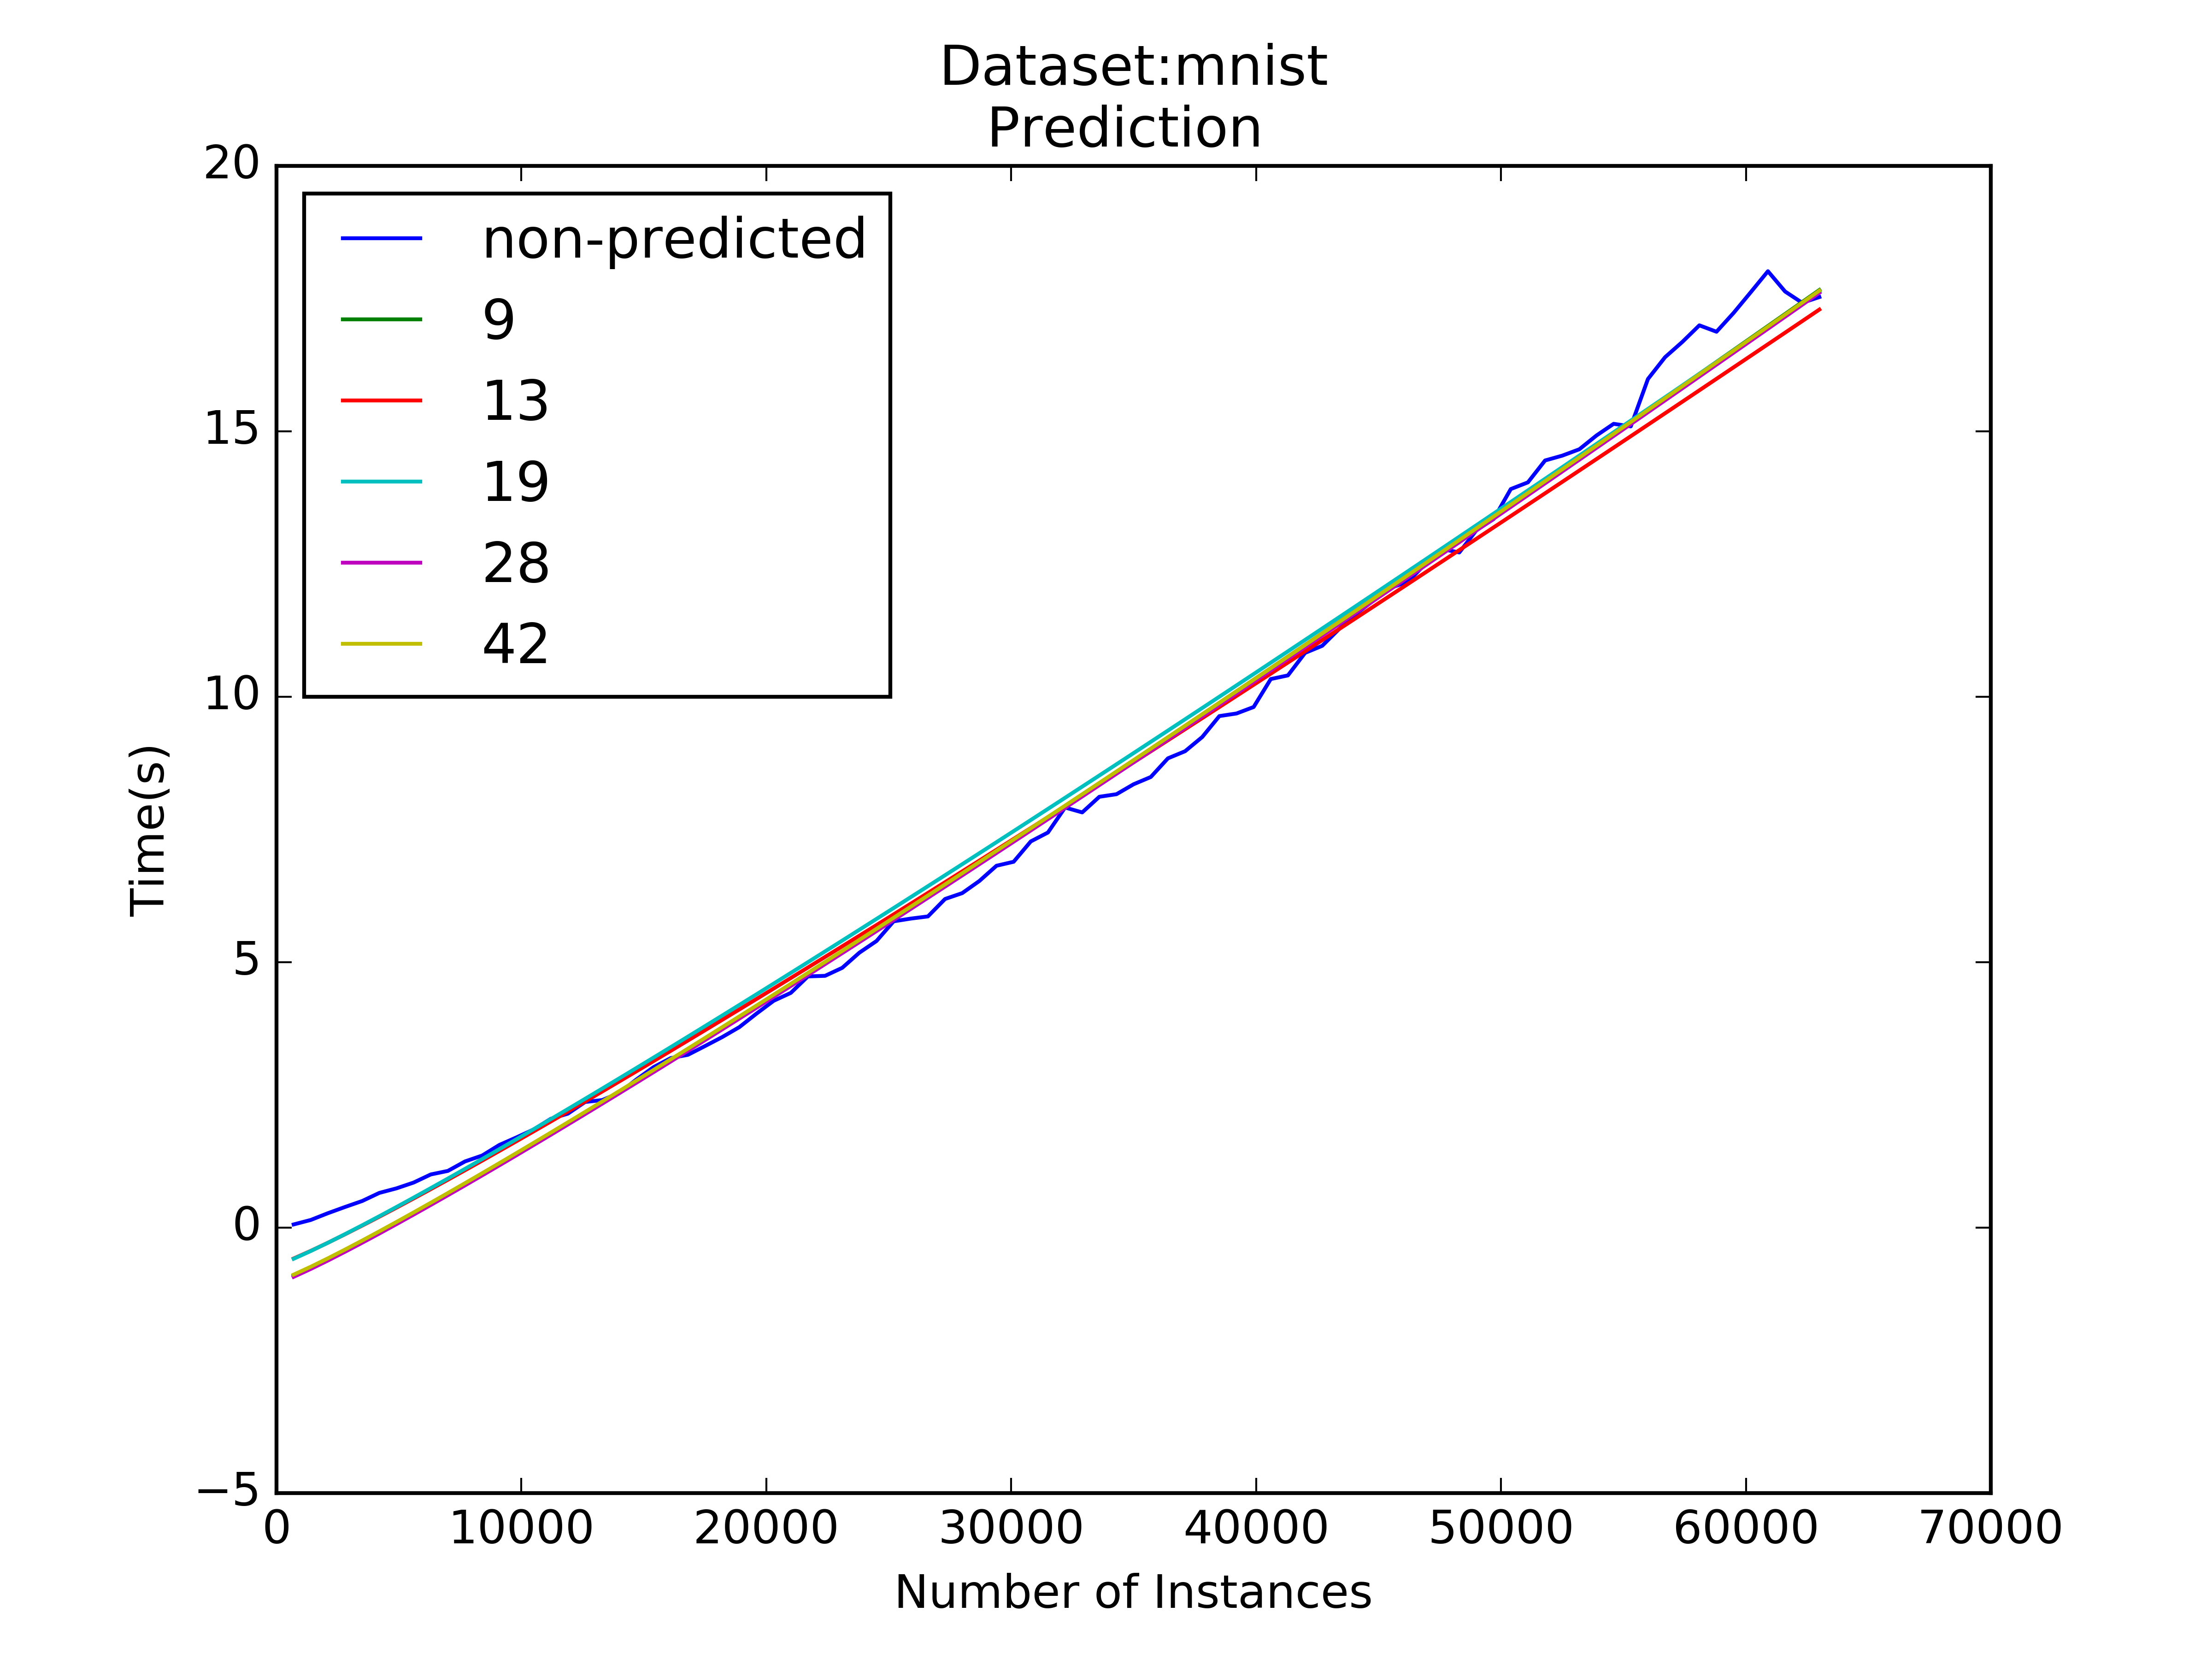 Dataset:mnist
Prediction
20
15
10
5
0
−5
non-predicted
9
13
19
28
42
Time(s)
0 10000 20000 30000 40000 50000 60000 70000
Number of Instances